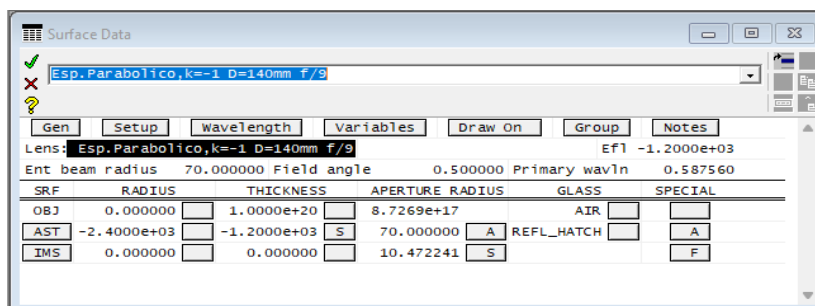 Surface Data
Esp.Parabolico,k=-1 D=140mm f/9
Gen Setup Wavelength Variables Draw On Group Notes
Lens: Esp.Parabolico,k=-1 D=140mm f/9 Efl -1.2000e+03
Ent beam radius 70.000000 Field angle 0.500000 Primary wavln 0.587560
SRF RADIUS THICKNESS APERTURE RADIUS GLASS SPECIAL
OBJ 0.000000 1.0000e+20 8.7269e+17 AIR
AST -2.4000e+03 -1.2000e+03 S 70.000000 A REFL_HATCH A
IMS 0.000000 0.000000 10.472241 S F